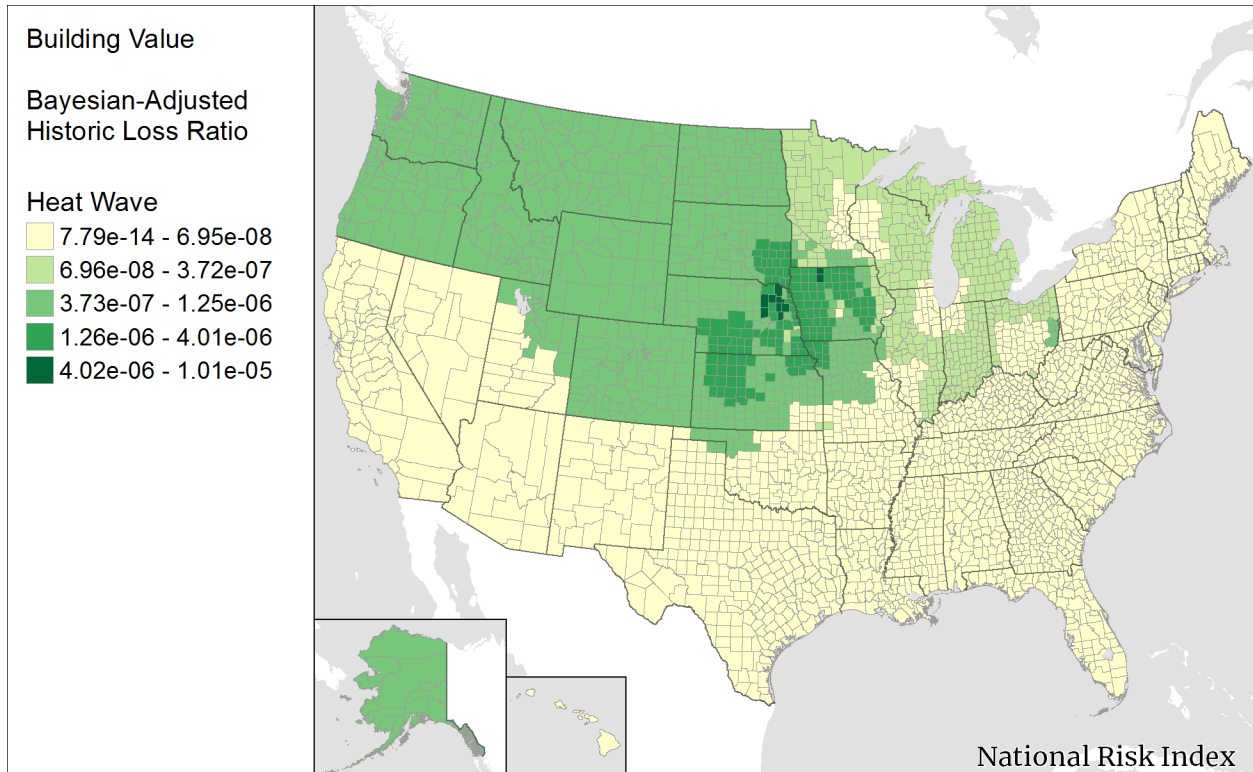 Building Value
Bayesian-Adjusted
Historic Loss Ratio
Heat Wave
7.79e-14 - 6.95e-08
6.96e-08 - 3.72e-07
3.73e-07 - 1.25e-06
1.26e-06 - 4.01e-06
4.02e-06 - 1.01e-05
National Risk Index